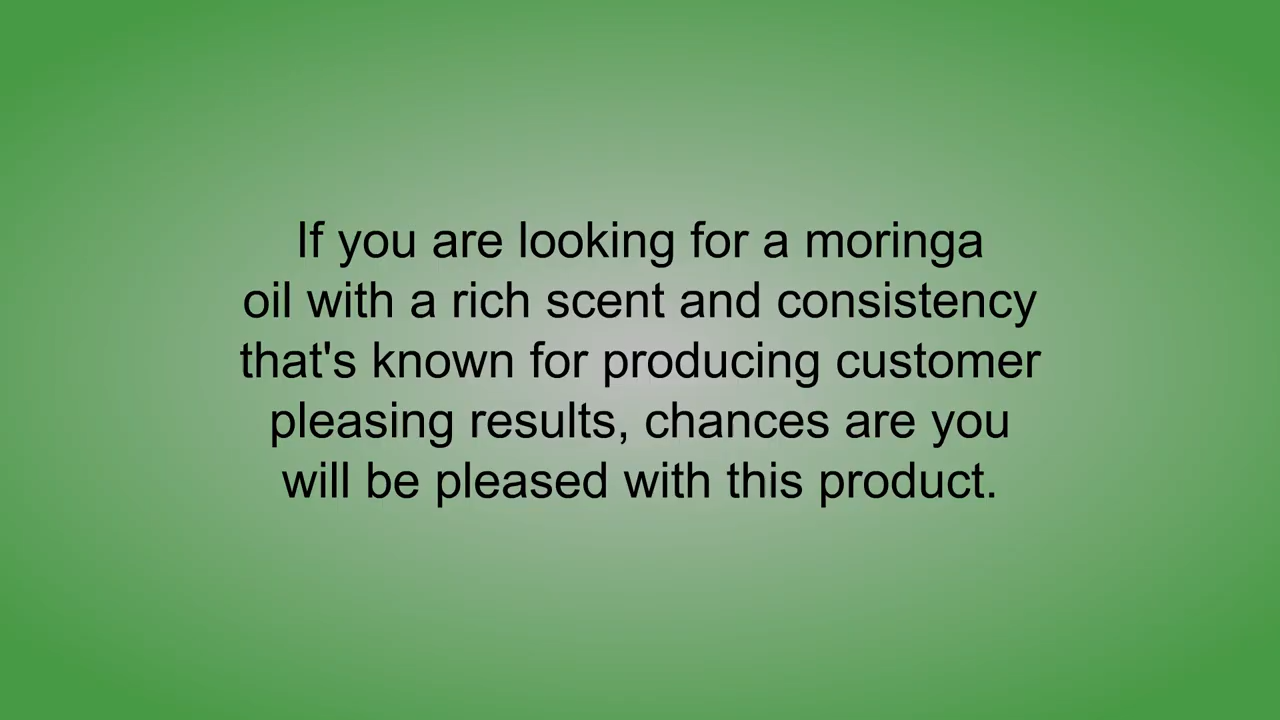 If you are looking for a moringa
oil with a rich scent and consistency
that's known for producing customer
pleasing results, chances are you
will be pleased with this product.